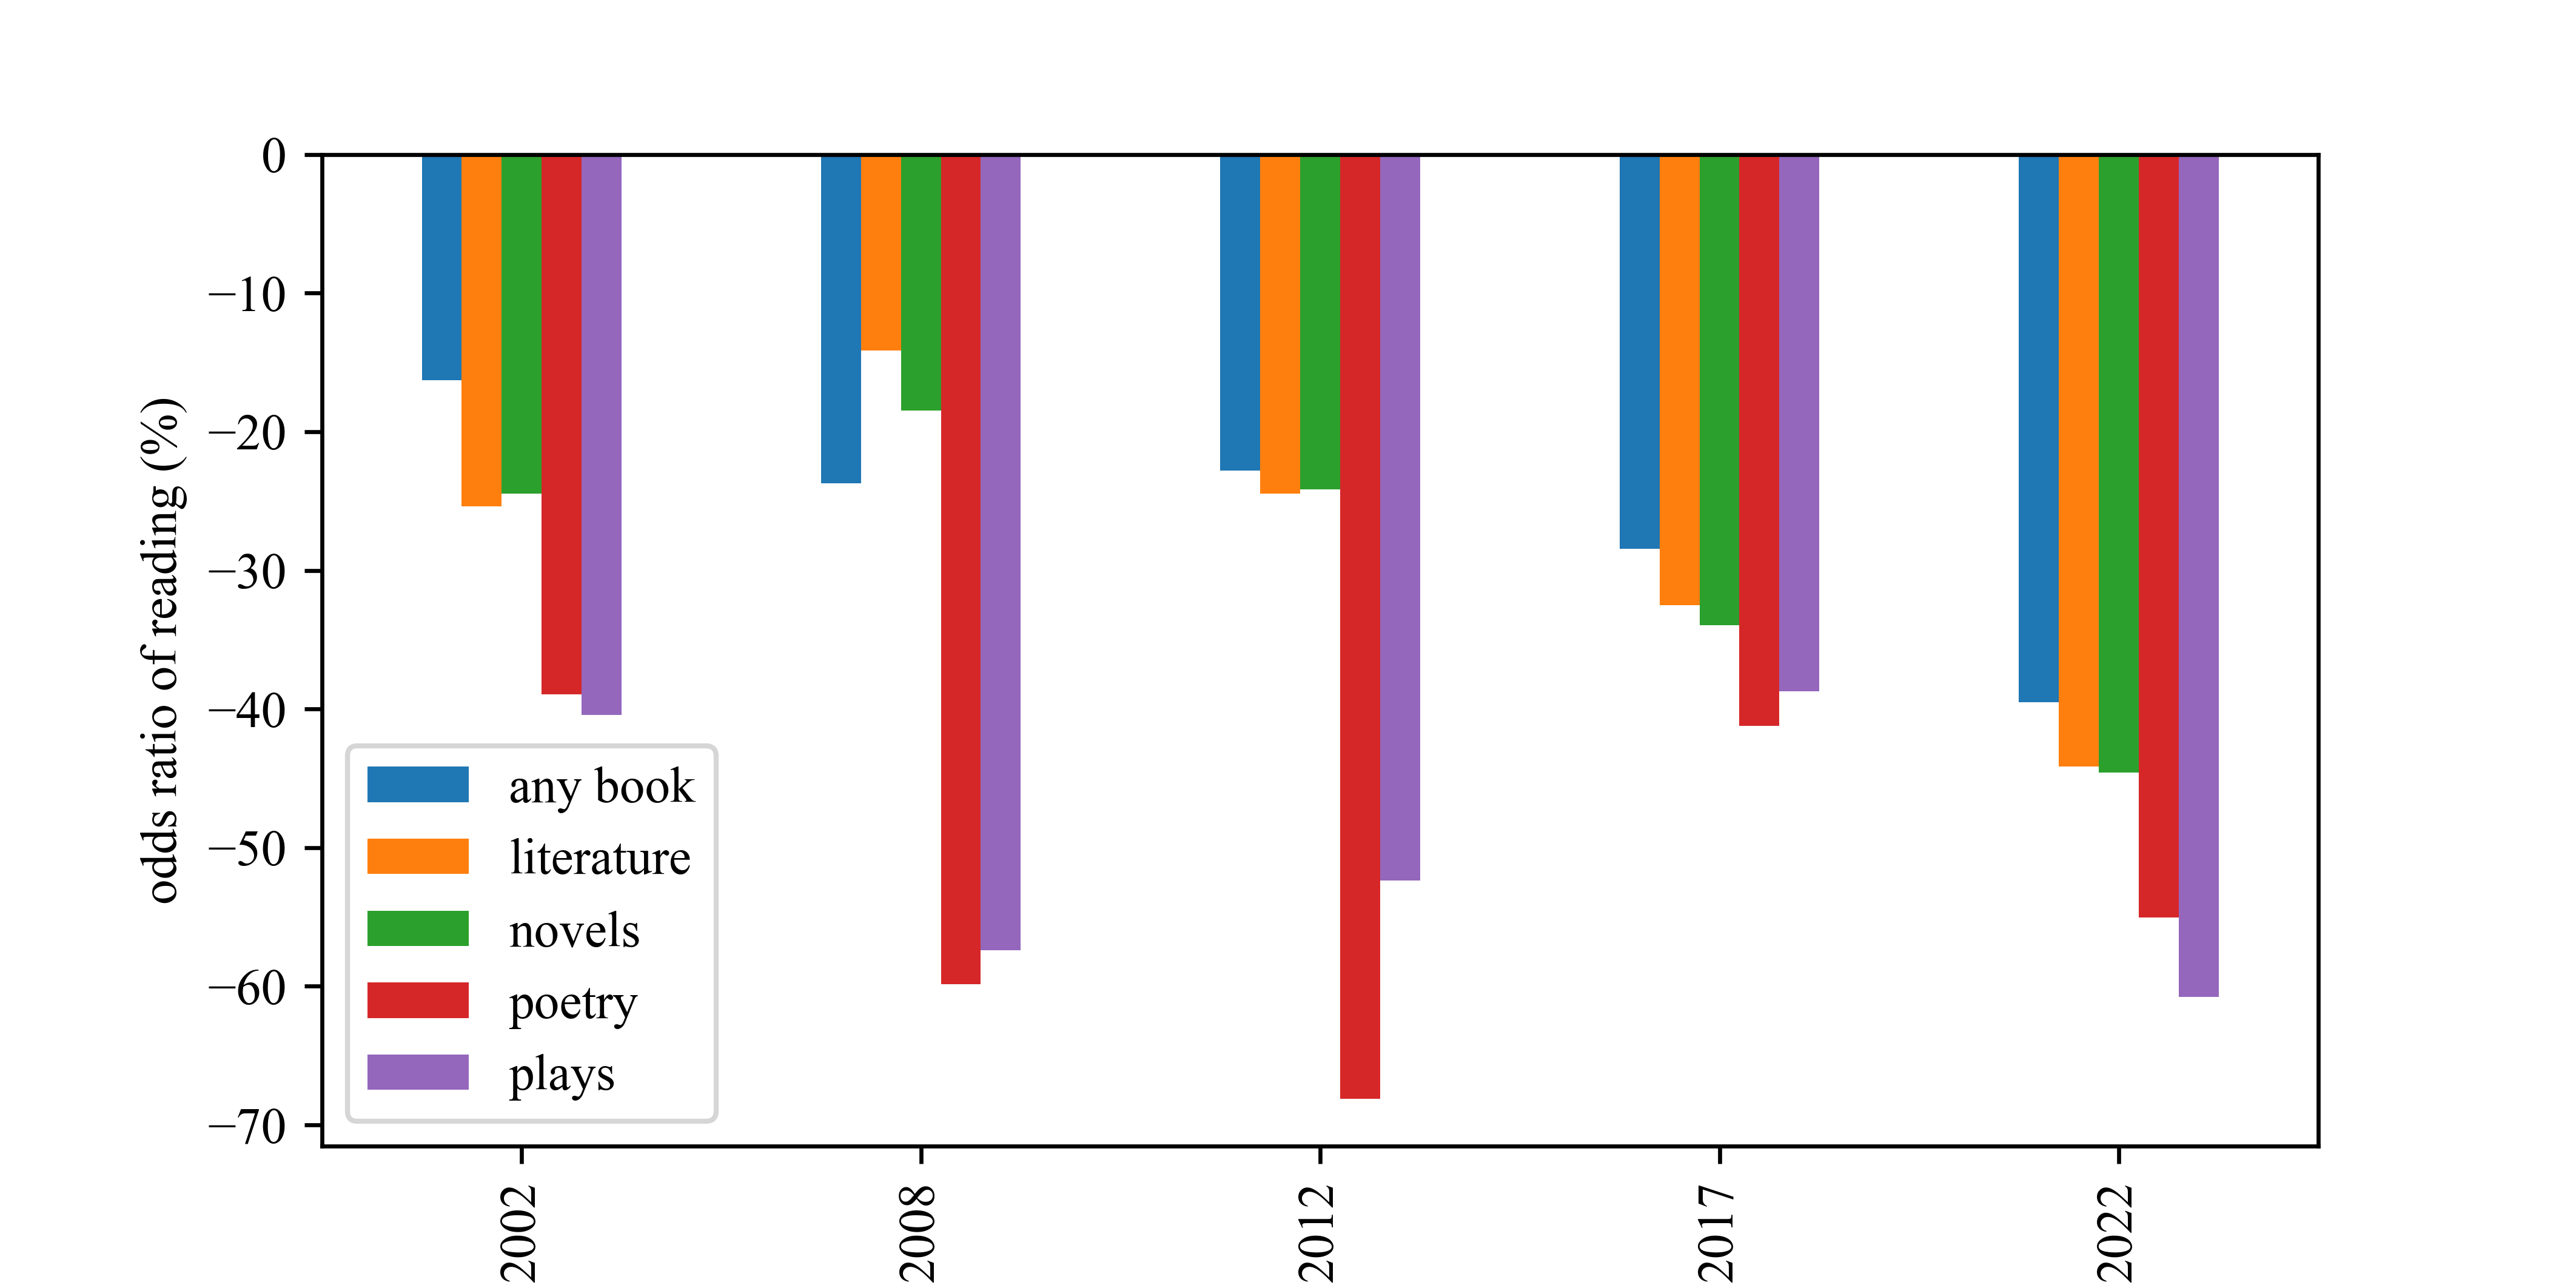 0
−10
−20
−30
−40
−50
−60
−70
odds ratio of reading (%)
any book
literature
novels
poetry
plays
2002
2008
2012
2017
2022